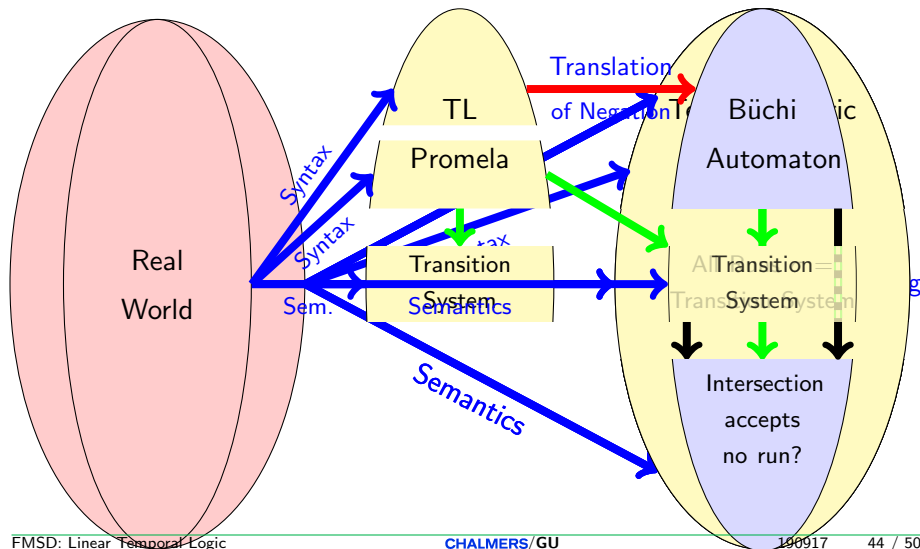 Translation
of Negation
TL
Promela
Büchi
Automaton
Syntax
Syntax
Real
World
Transition
System
Sem.
Semantics
Transition
System
Semantics
Intersection
accepts
no run?
FMSD: Linear Temporal Logic CHALMERS/GU 190917 44 / 50